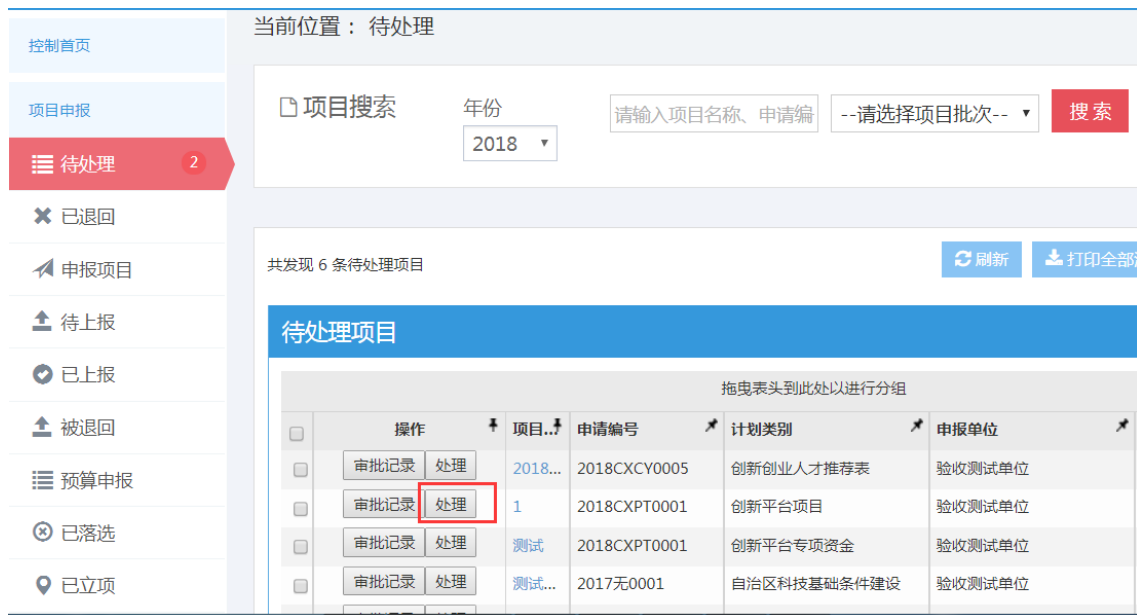 当前位置： 待处理
控制首页
项目申报
待处理 2
已退回
申报项目
待上报
已上报
被退回
预算申报
已落选
已立项
项目搜索 年份 请输入项目名称、申请编 --请选择项目批次-- 搜索
2018
共发现 6 条待处理项目 刷新 打印全部
待处理项目
拖曳表头到此处以进行分组
操作 项目... 申请编号 计划类别 申报单位
审批记录 处理 2018... 2018CXCY0005 创新创业人才推荐表 验收测试单位
审批记录 处理 1 2018CXPT0001 创新平台项目 验收测试单位
审批记录 处理 测试 2018CXPT0001 创新平台专项资金 验收测试单位
审批记录 处理 测试... 2017无0001 自治区科技基础条件建设 验收测试单位